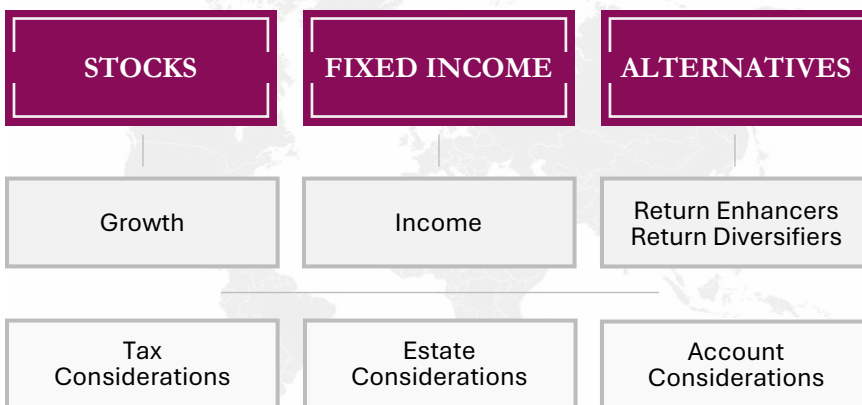 STOCKS
FIXED INCOME
ALTERNATIVES
Growth
Income
Return Enhancers
Return Diversifiers
Tax
Considerations
Estate
Considerations
Account
Considerations